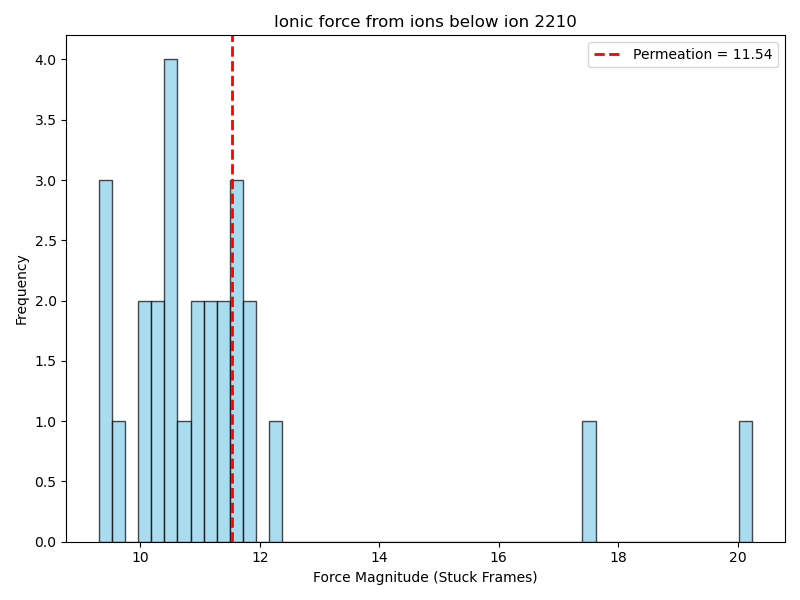 Ionic force from ions below ion 2210
Permeation = 11.54
4.0
3.5
3.0
2.5
2.0
1.5
1.0
0.5
0.0
Frequency
10 12 14 16 18 20
Force Magnitude (Stuck Frames)